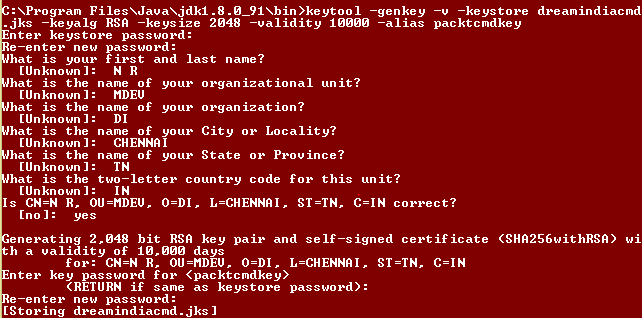 C:\Program Files\Java\jdk1.8.0_91\bin>keytool -genkey -v -keystore dreamindiacmd
.jks -keyalg RSA -keysize 2048 -validity 10000 -alias packtcmdkey
Enter keystore password:
Re-enter new password:
What is your first and last name?
[Unknown]:  N R
What is the name of your organizational unit?
[Unknown]:  MDEV
What is the name of your organization?
[Unknown]:  DI
What is the name of your City or Locality?
[Unknown]:  CHENNAI
What is the name of your State or Province?
[Unknown]:  TN
What is the two-letter country code for this unit?
[Unknown]:  IN
Is CN=N R, OU=MDEV, O=DI, L=CHENNAI, ST=TN, C=IN correct?
[no]:  yes
Generating 2,048 bit RSA key pair and self-signed certificate (SHA256withRSA) wi
th a validity of 10,000 days
for: CN=N R, OU=MDEV, O=DI, L=CHENNAI, ST=TN, C=IN
Enter key password for <packtcmdkey>
(RETURN if same as keystore password):
Re-enter new password:
[Storing dreamindiacmd.jks]